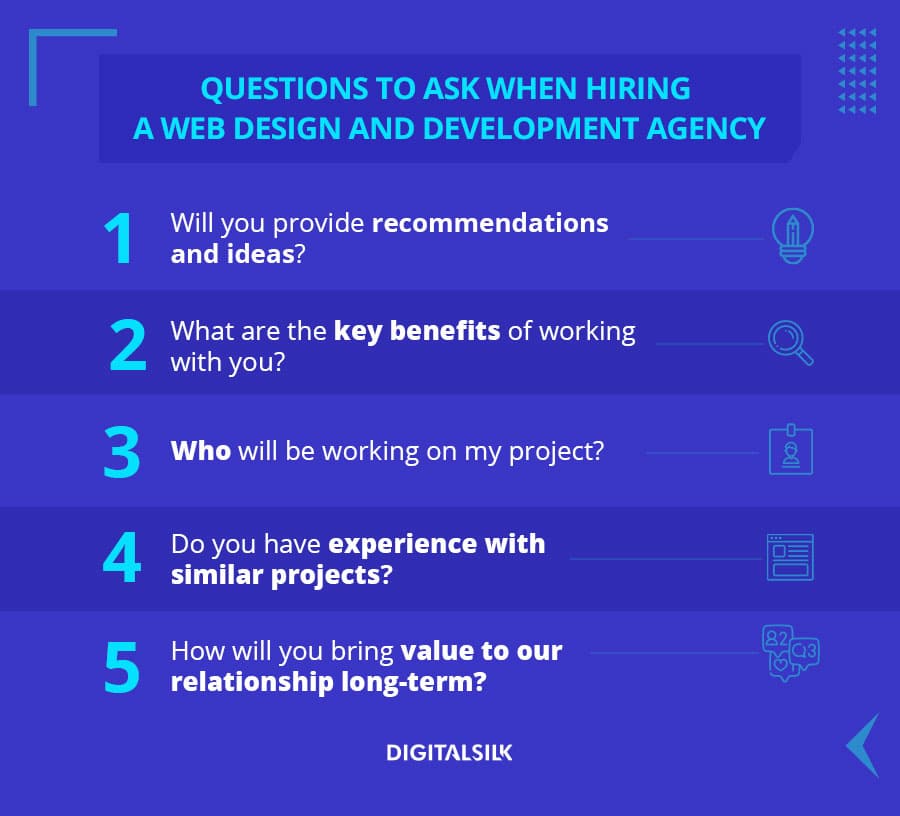 QUESTIONS TO ASK WHEN HIRING
A WEB DESIGN AND DEVELOPMENT AGENCY
1
Will you provide recommendations
and ideas?
2
What are the key benefits of working
with you?
3
Who will be working on my project?
4
Do you have experience with
similar projects?
5
How will you bring value to our
relationship long-term?
2
3
DIGITALSILK